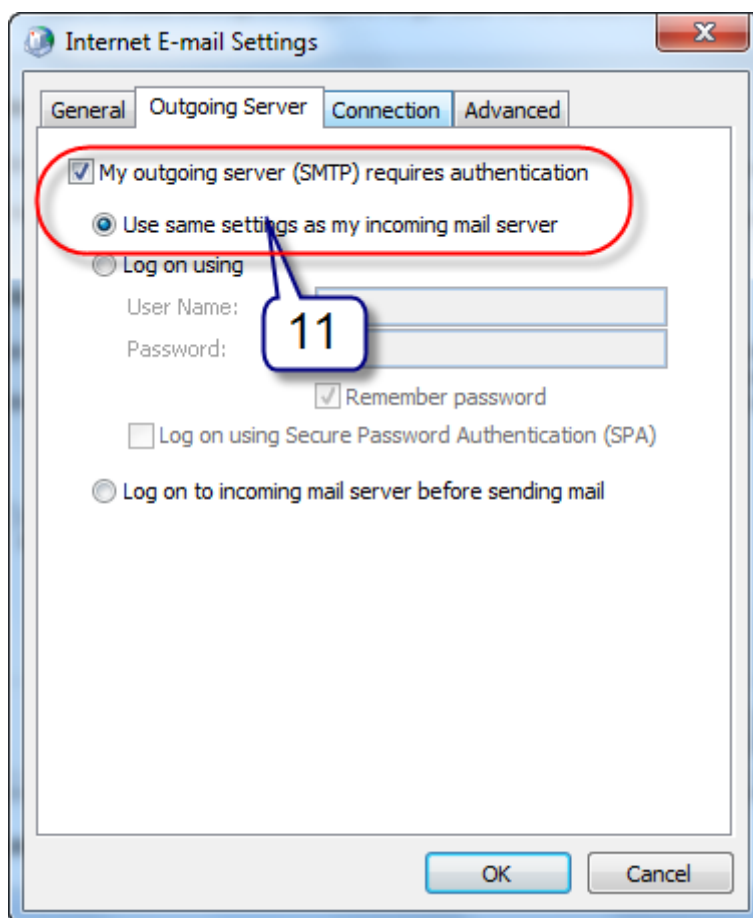 Internet E-mail Settings
General Outgoing Server Connection Advanced
My outgoing server (SMTP) requires authentication
Use same settings as my incoming mail server
Log on using
User Name:
11
Password:
Remember password
Log on using Secure Password Authentication (SPA)
Log on to incoming mail server before sending mail
OK Cancel